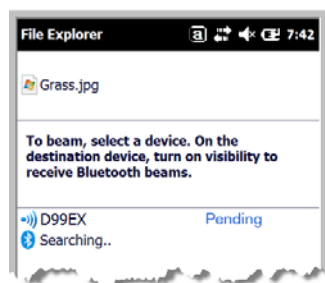 File Explorer a 7:42
Grass.jpg
To beam, select a device. On the
destination device, turn on visibility to
receive Bluetooth beams.
D99EX Pending
Searching..